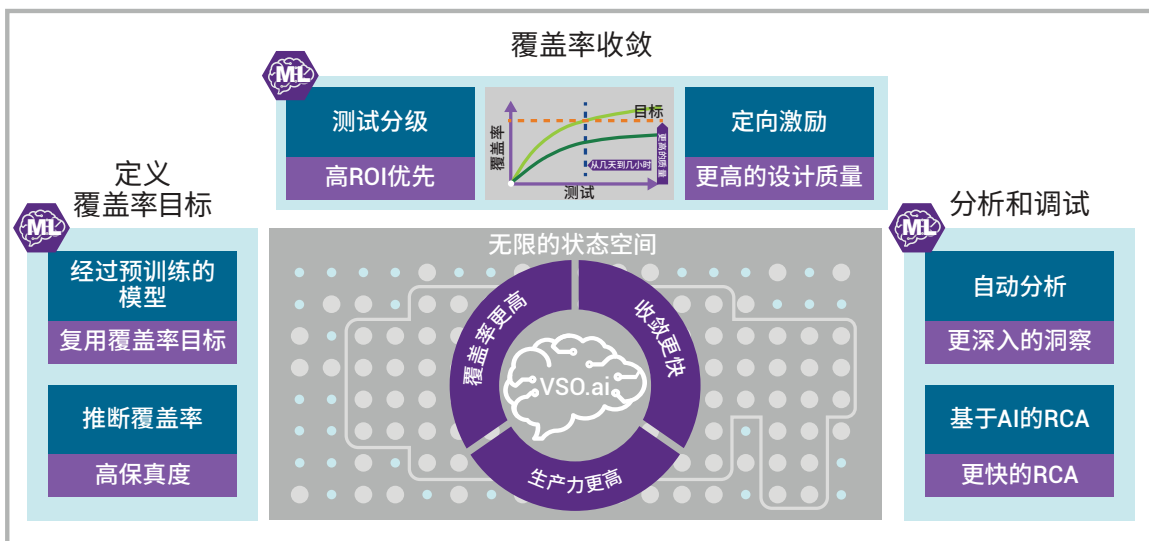 覆盖率收敛
ML
测试分级
高ROI优先
覆盖率
目标
从几天到几小时
更高的质量
测试
定向激励
更高的设计质量
定义
覆盖率目标
ML
经过预训练的
模型
复用覆盖率目标
推断覆盖率
高保真度
无限的状态空间
覆盖率更高
收敛更快
VSO.ai
生产力更高
分析和调试
ML
自动分析
更深入的洞察
基于AI的RCA
更快的RCA